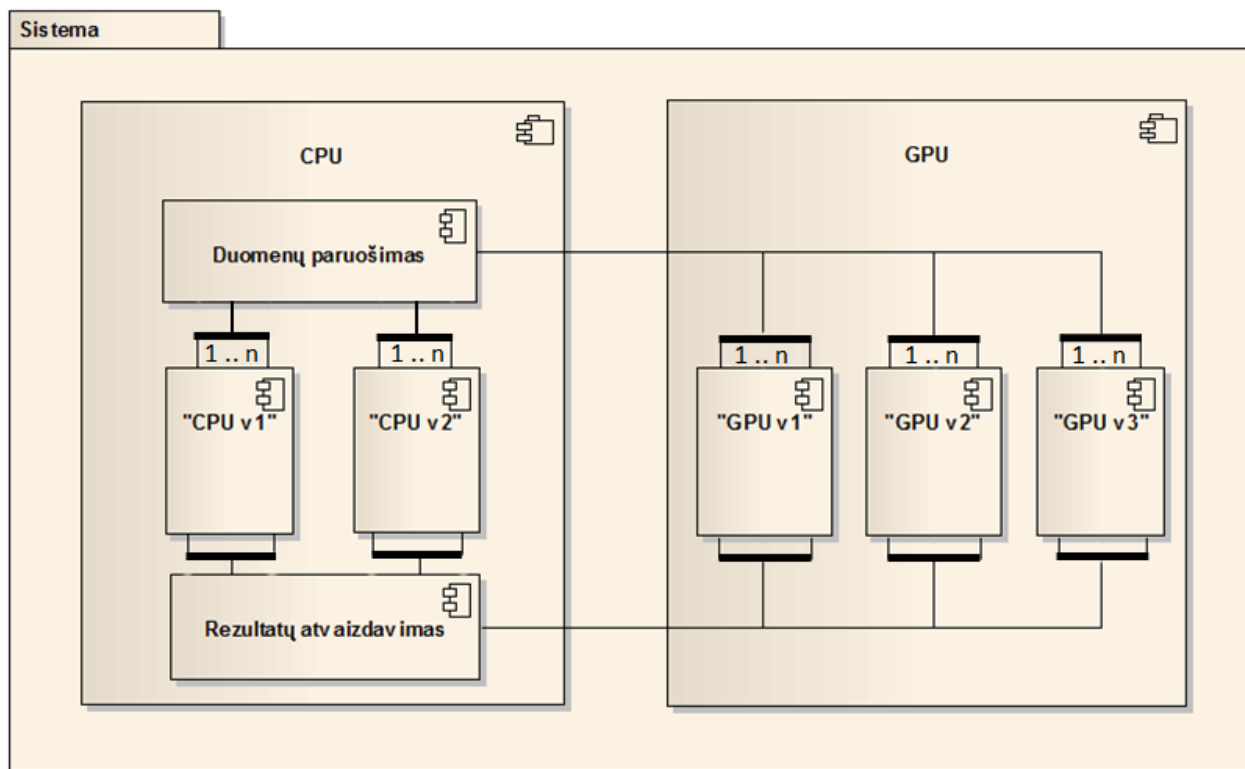 Sistema
CPU
GPU
Duomenų paruošimas
1 .. n
1 .. n
1 .. n
1 .. n
1 .. n
"CPU v1"
"CPU v2"
"GPU v1"
"GPU v2"
"GPU v3"
Rezultatų atvaizdavimas